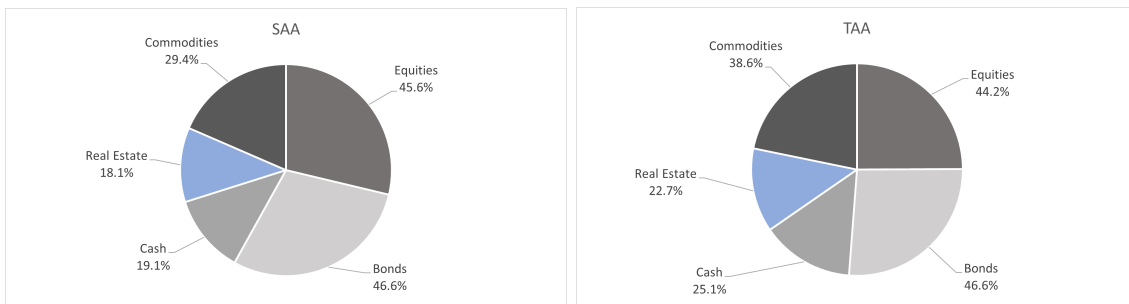 SAA
Commodities
29.4%
Equities
45.6%
Real Estate
18.1%
Cash
19.1%
Bonds
46.6%
TAA
Commodities
38.6%
Equities
44.2%
Real Estate
22.7%
Cash
25.1%
Bonds
46.6%